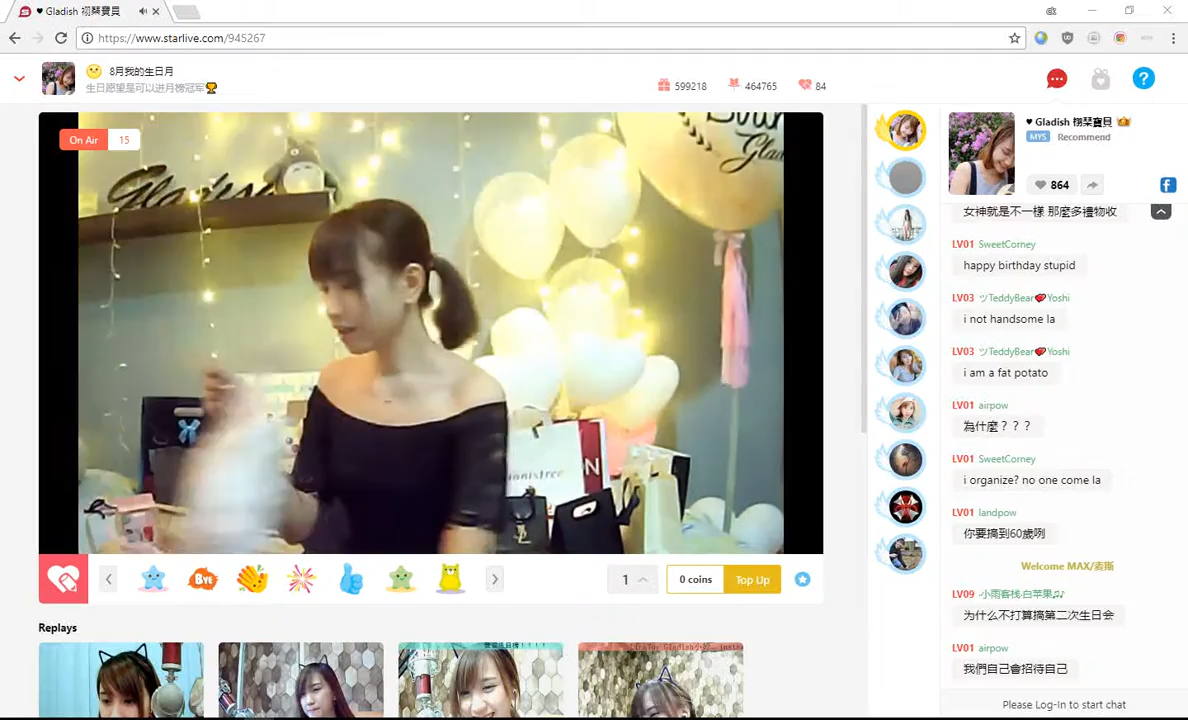 ♥ Gladish 栩琹寶貝
https://www.starlive.com/945267
8月我的生日月
生日愿望是可以进月榜冠军🏆
599218
464765
84
On Air 15
Gladish
innisfree
♥ Gladish 栩琹寶貝
MYS Recommend
864
女神就是不一樣 那麼多禮物收
LV01 SweetCorney
happy birthday stupid
LV03 ツTeddyBear❤Yoshi
i not handsome la
LV03 ツTeddyBear❤Yoshi
i am a fat potato
LV01 airpow
為什麼？？？
LV01 SweetCorney
i organize? no one come la
LV01 landpow
你要搞到60歲咧
Welcome MAX/麦斯
LV09 -小雨客栈-白苹果🎶
为什么不打算搞第二次生日会
LV01 airpow
我們自己會招待自己
Please Log-In to start chat
BYE
1
0 coins
Top Up
Replays